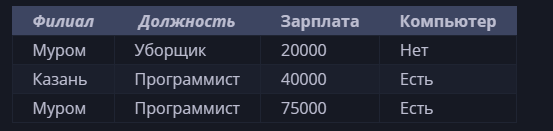 Филиал Должность Зарплата Компьютер
Муром Уборщик 20000 Нет
Казань Программист 40000 Есть
Муром Программист 75000 Есть